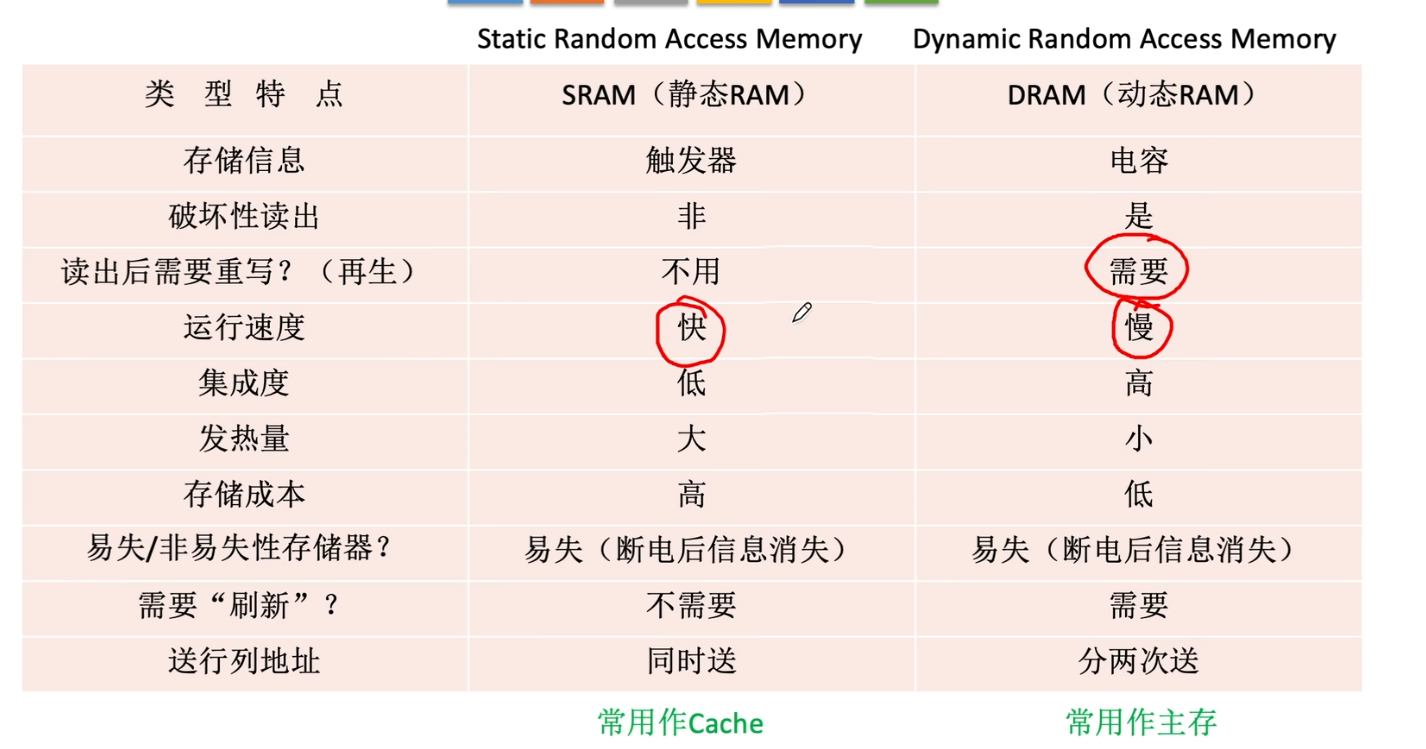 Static Random Access Memory Dynamic Random Access Memory
类 型 特 点 SRAM（静态RAM） DRAM（动态RAM）
存储信息 触发器 电容
破坏性读出 非 是
读出后需要重写？（再生） 不用 需要
运行速度 快 慢
集成度 低 高
发热量 大 小
存储成本 高 低
易失/非易失性存储器？ 易失（断电后信息消失） 易失（断电后信息消失）
需要“刷新”？ 不需要 需要
送行列地址 同时送 分两次送
常用作Cache 常用作主存